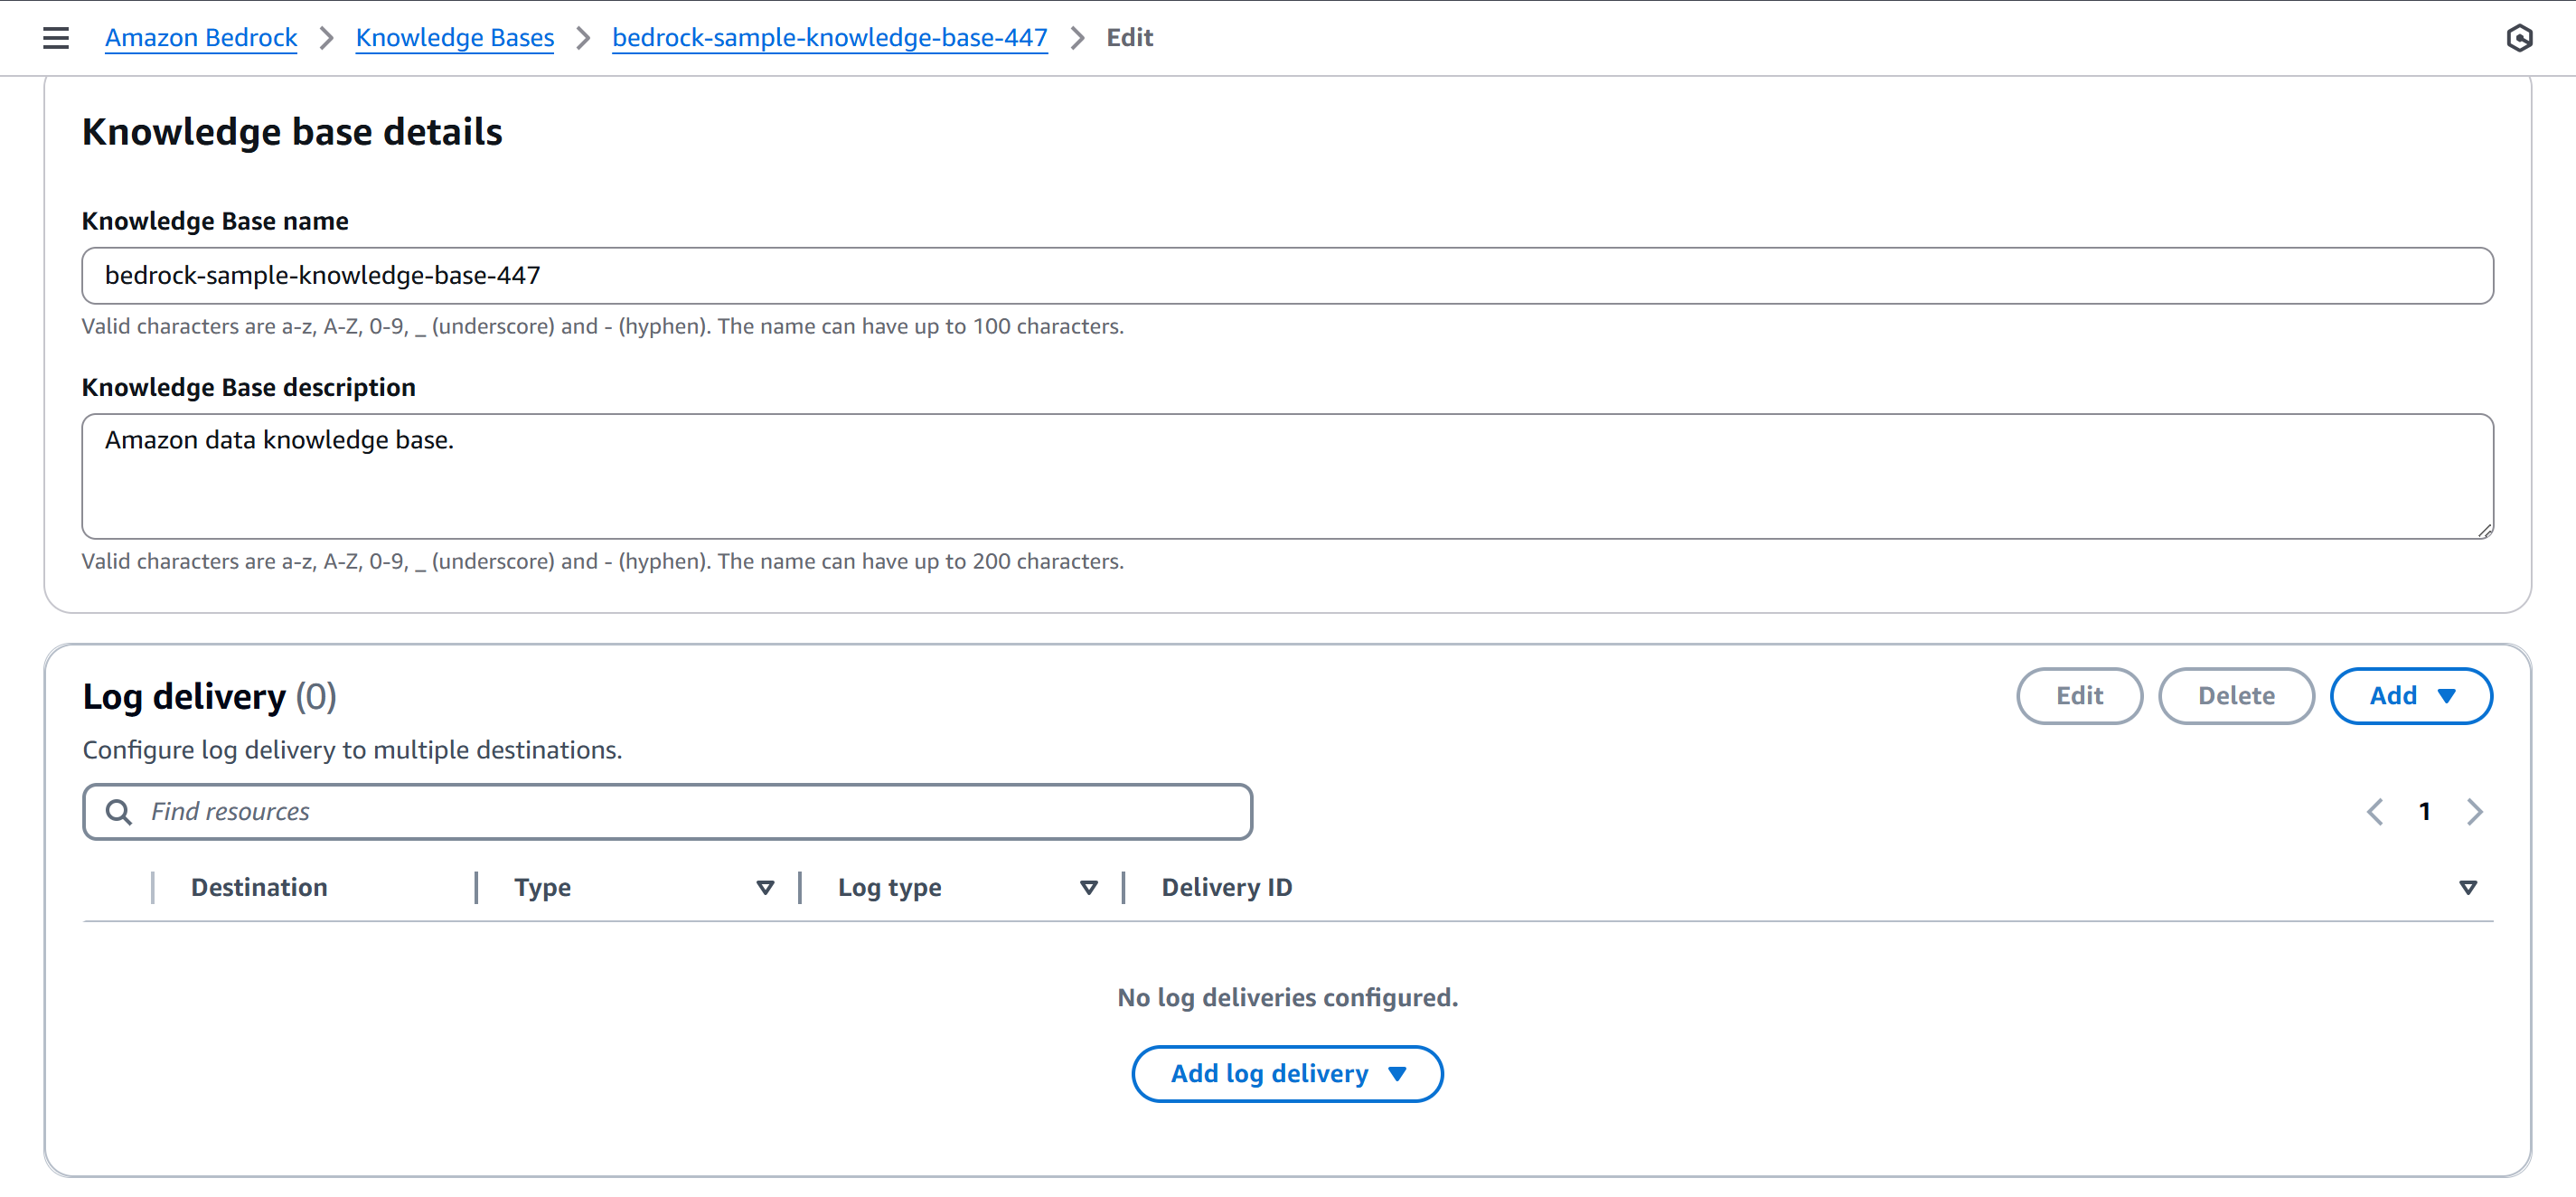 Amazon Bedrock > Knowledge Bases > bedrock-sample-knowledge-base-447 > Edit
Knowledge base details
Knowledge Base name
bedrock-sample-knowledge-base-447
Valid characters are a-z, A-Z, 0-9, _ (underscore) and - (hyphen). The name can have up to 100 characters.
Knowledge Base description
Amazon data knowledge base.
Valid characters are a-z, A-Z, 0-9, _ (underscore) and - (hyphen). The name can have up to 200 characters.
Log delivery (0)
Edit
Delete
Add
Configure log delivery to multiple destinations.
Find resources
1
Destination
Type
Log type
Delivery ID
No log deliveries configured.
Add log delivery